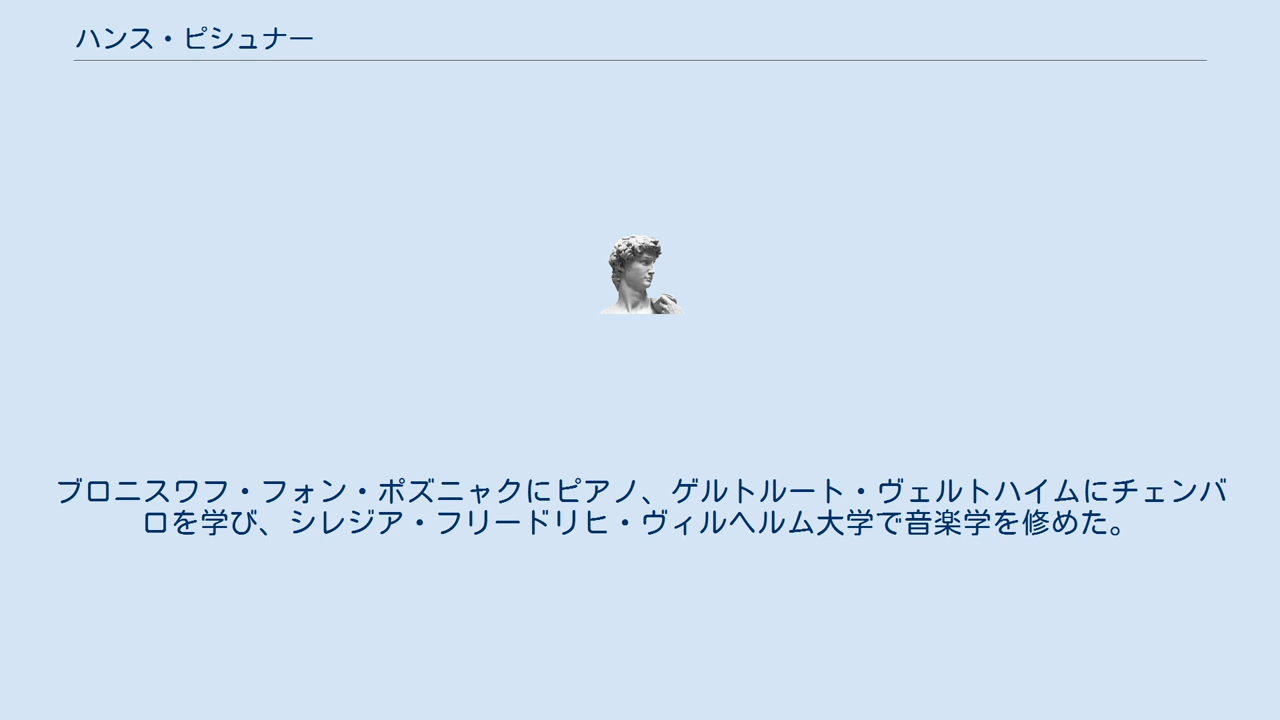 ハンス・ピシュナー
ブロニスワフ・フォン・ポズニャクにピアノ、ゲルトルート・ヴェルトハイムにチェンバ
ロを学び、シレジア・フリードリヒ・ヴィルヘルム大学で音楽学を修めた。